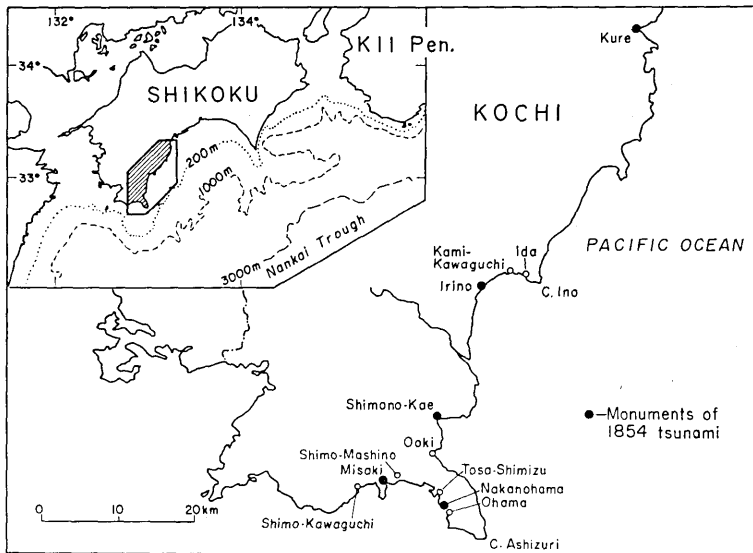 132°
134°
34°
33°
KII Pen.
SHIKOKU
200m
1000m
3000m
Nankai Trough
Kure
KOCHI
PACIFIC OCEAN
Kami-
Kawaguchi
Ida
Irino
C. Ino
Shimono-Kae
●—Monuments of
1854 tsunami
Ooki
Shimo-Mashino
Misaki
Tosa-Shimizu
Nakanohama
Ohama
Shimo-Kawaguchi
C. Ashizuri
0 10 20km